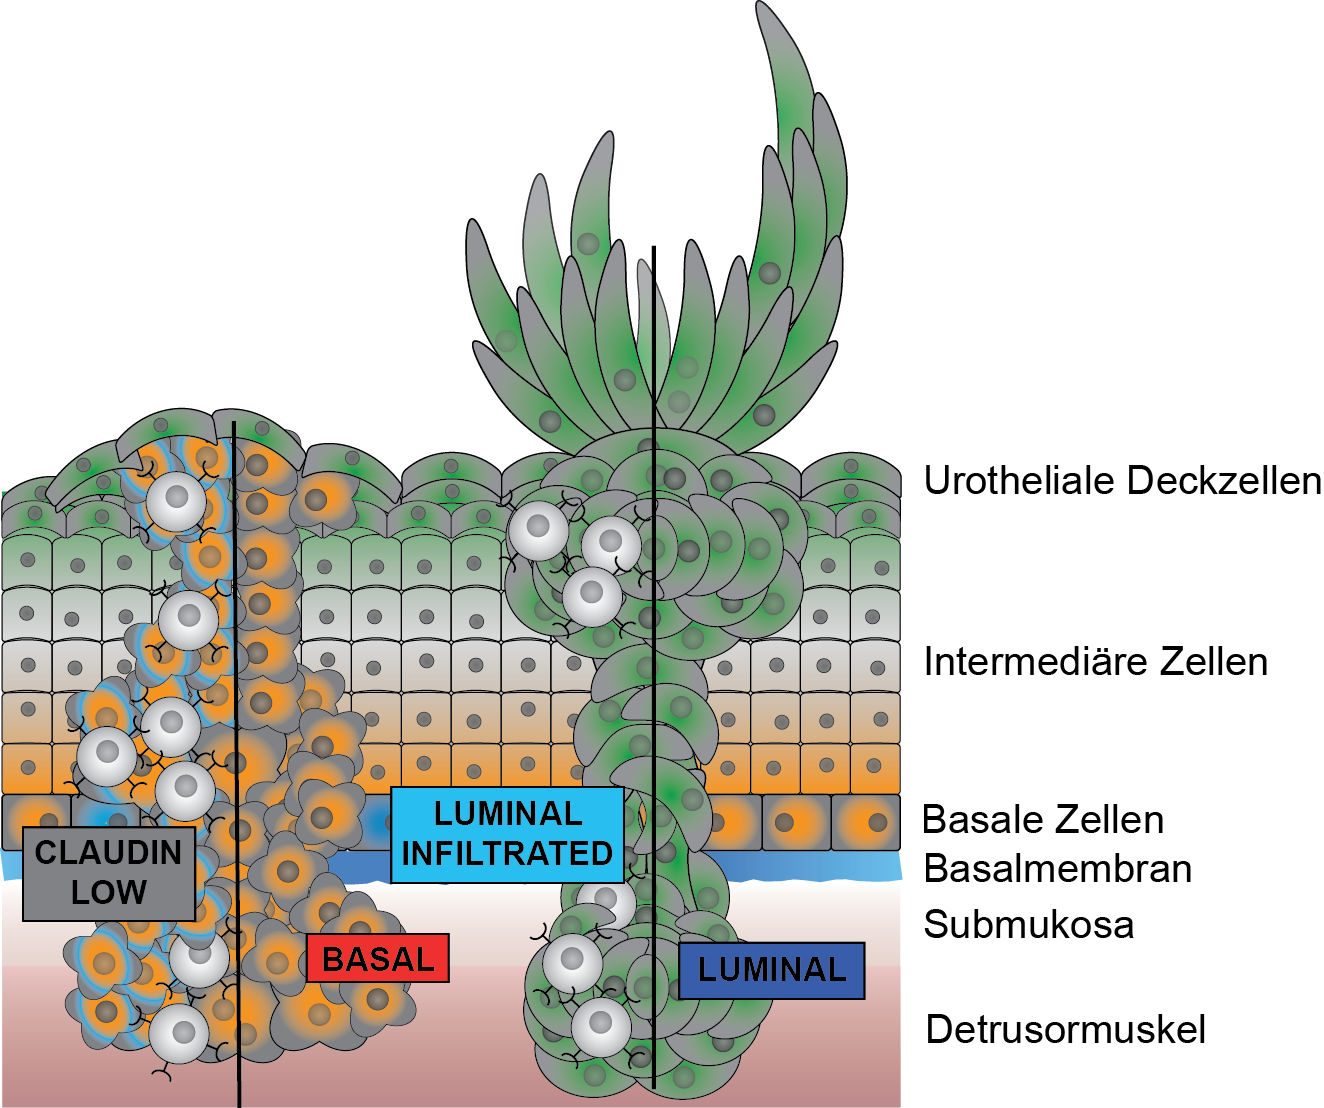 Urotheliale Deckzellen
Intermediäre Zellen
LUMINAL
INFILTRATED
Basale Zellen
CLAUDIN
LOW
Basalmembran
Submukosa
BASAL
LUMINAL
Detrusormuskel